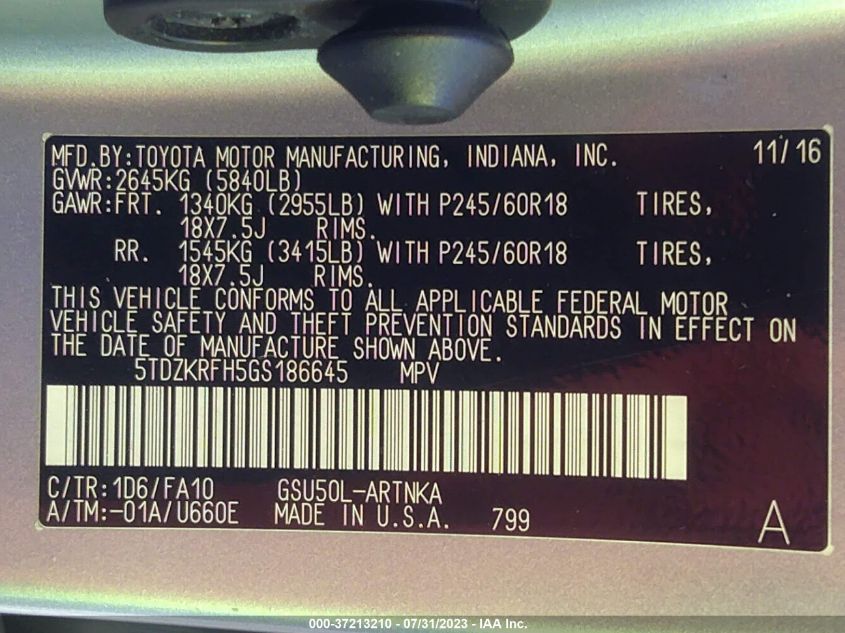 MFD.BY:TOYOTA MOTOR MANUFACTURING, INDIANA, INC. 11/16
GVWR:2645KG (5840LB)
GAWR:FRT. 1340KG (2955LB) WITH P245/60R18 TIRES,
18X7.5J RIMS.
RR. 1545KG (3415LB) WITH P245/60R18 TIRES,
18X7.5J RIMS.
THIS VEHICLE CONFORMS TO ALL APPLICABLE FEDERAL MOTOR
VEHICLE SAFETY AND THEFT PREVENTION STANDARDS IN EFFECT ON
THE DATE OF MANUFACTURE SHOWN ABOVE.
5TDZKRFH5GS186645 MPV
C/TR:1D6/FA10 GSU50L-ARTNKA
A/TM:-01A/U660E MADE IN U.S.A. 799 A
000-37213210 - 07/31/2023 - IAA Inc.